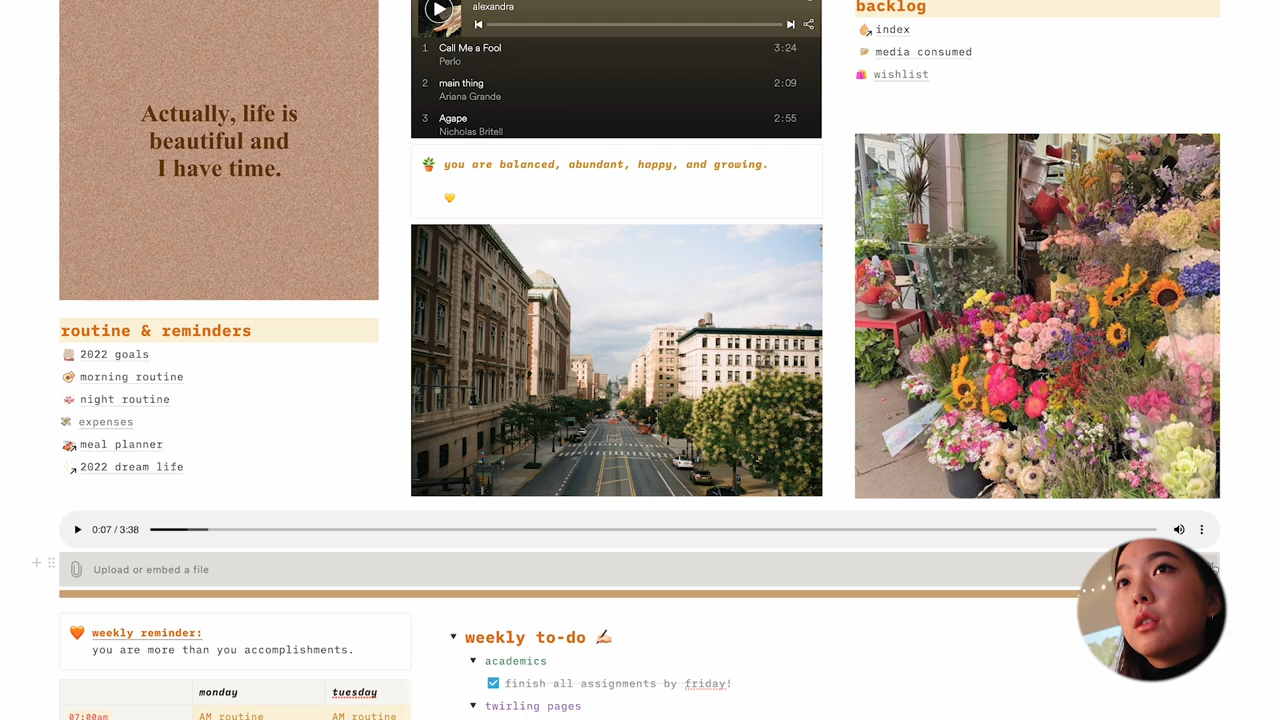 Actually, life is
beautiful and
I have time.
routine & reminders
2022 goals
morning routine
night routine
expenses
meal planner
2022 dream life
alexandra
1 Call Me a Fool 3:24
Perlo
2 main thing 2:09
Ariana Grande
3 Agape 2:55
Nicholas Britell
you are balanced, abundant, happy, and growing.
backlog
index
media consumed
wishlist
0:07 / 3:38
Upload or embed a file
weekly reminder:
you are more than you accomplishments.
monday tuesday
07:00am AM routine AM routine
weekly to-do
academics
finish all assignments by friday!
twirling pages